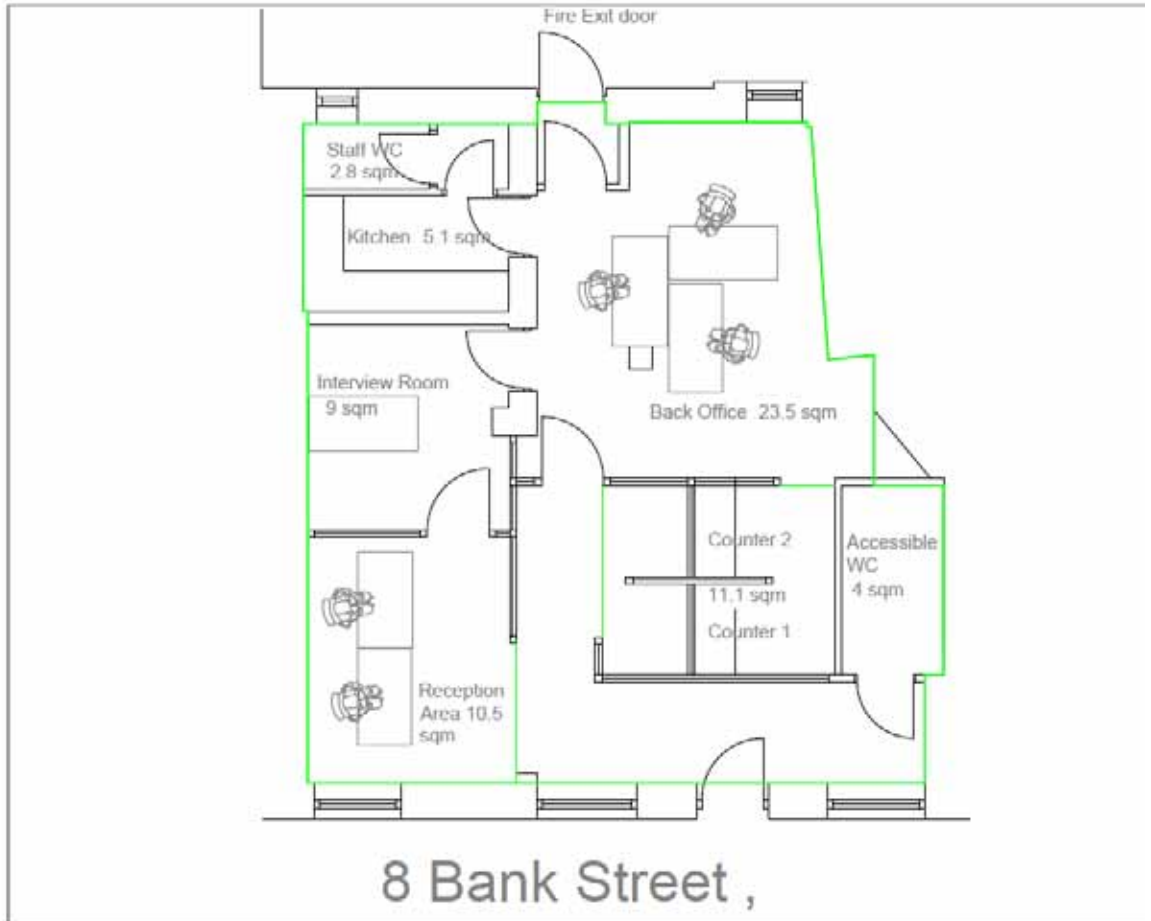 Fire Exit door
Staff WC
2.8 sqm
Kitchen 5.1 sqm
Interview Room
9 sqm
Back Office 23.5 sqm
Counter 2
11.1 sqm
Counter 1
Accessible
WC
4 sqm
Reception
Area 10.5
sqm
8 Bank Street ,